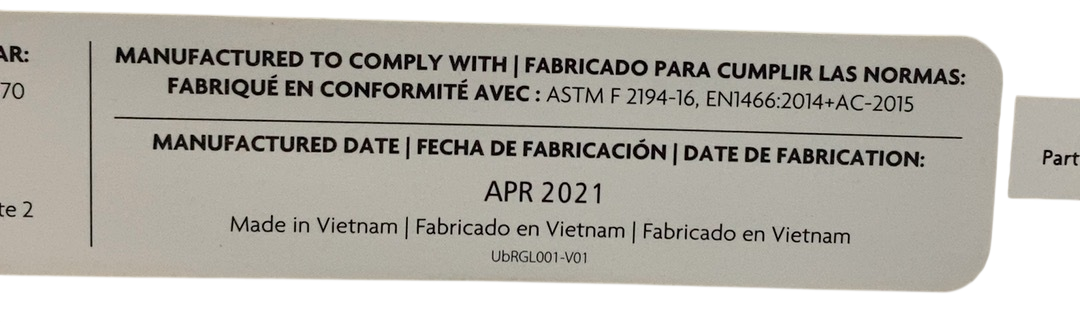 AR:
70
te 2
MANUFACTURED TO COMPLY WITH | FABRICADO PARA CUMPLIR LAS NORMAS:
FABRIQUÉ EN CONFORMITÉ AVEC : ASTM F 2194-16, EN1466:2014+AC-2015
MANUFACTURED DATE | FECHA DE FABRICACIÓN | DATE DE FABRICATION:
APR 2021
Made in Vietnam | Fabricado en Vietnam | Fabricado en Vietnam
UbRGL001-V01
Part